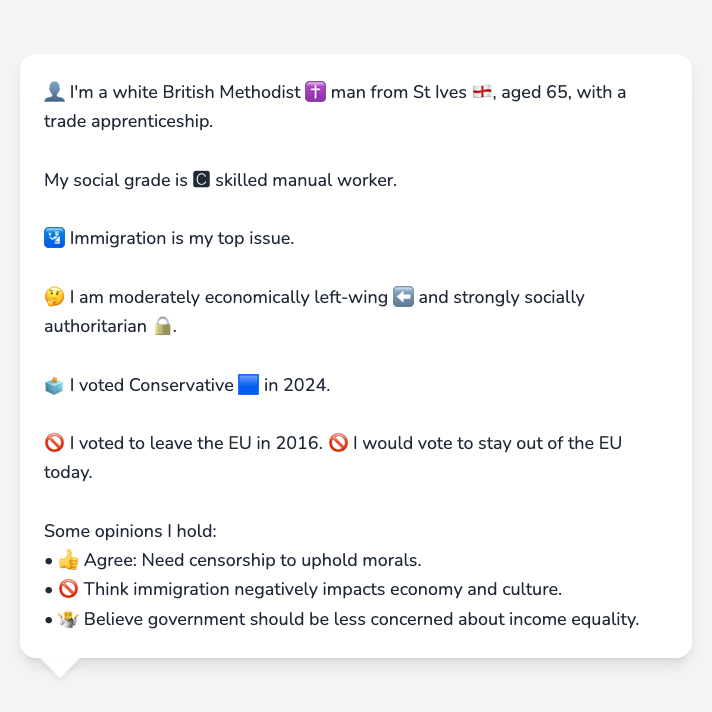 👤 I'm a white British Methodist ✝️ man from St Ives 🏴󠁧󠁢󠁥󠁮󠁧󠁿, aged 65, with a
trade apprenticeship.
My social grade is 🅲 skilled manual worker.
🛂 Immigration is my top issue.
🤔 I am moderately economically left-wing ⬅️ and strongly socially
authoritarian 🔒.
🗳️ I voted Conservative 🟦 in 2024.
🚫 I voted to leave the EU in 2016. 🚫 I would vote to stay out of the EU
today.
Some opinions I hold:
• 👍 Agree: Need censorship to uphold morals.
• 🚫 Think immigration negatively impacts economy and culture.
• 🤷 Believe government should be less concerned about income equality.